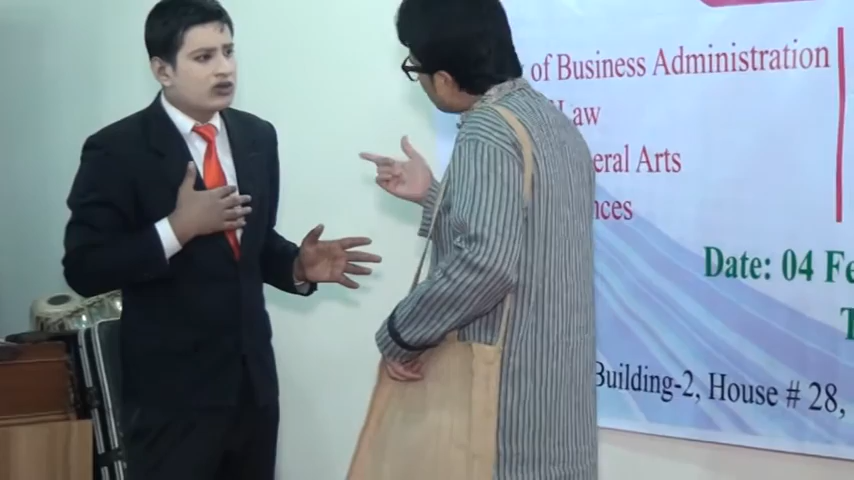 of Business Administration
Law
eral Arts
nces
Date: 04 Fe
Building-2, House # 28,